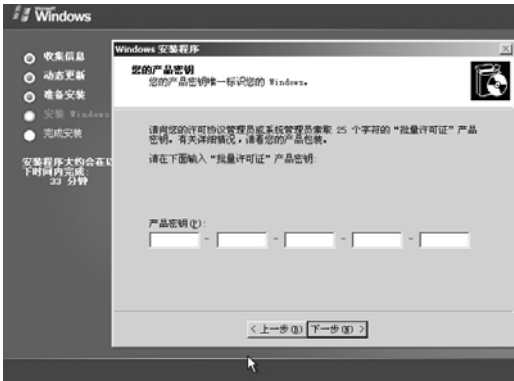 Microsoft
Windows
收集信息
动态更新
准备安装
安装 Windows
完成安装
安装程序大约会在以
下时间内完成:
33 分钟
Windows 安装程序
您的产品密钥
您的产品密钥唯一标识您的 Windows。
请向您的许可协议管理员或系统管理员索取 25 个字符的“批量许可证”产品
密钥。有关详细情况，请看您的产品包装。
请在下面输入“批量许可证”产品密钥:
产品密钥(P):
- - - -
< 上一步(B) 下一步(N) >